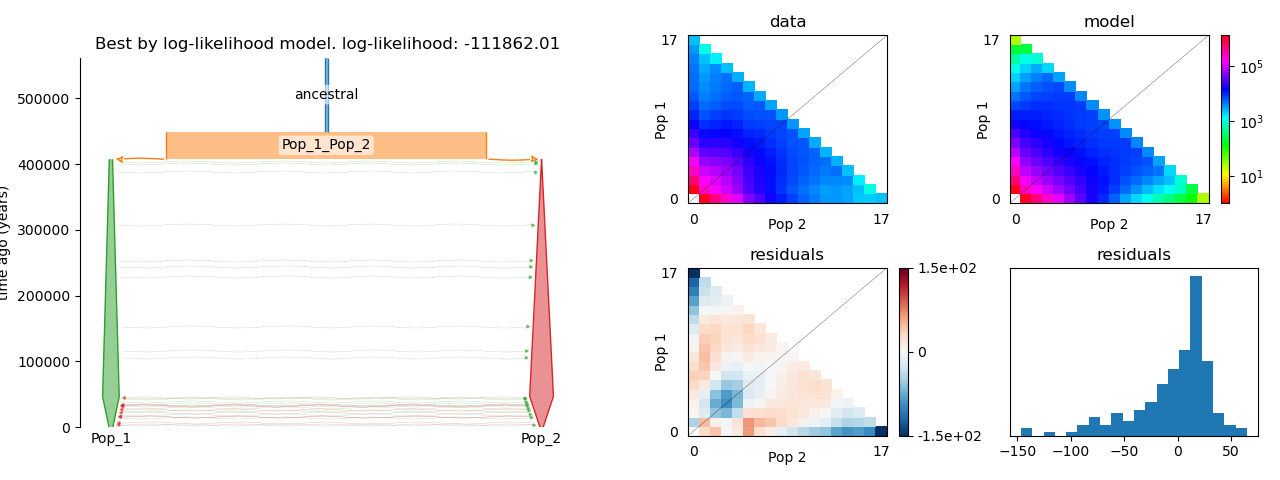 Best by log-likelihood model. log-likelihood: -111862.01
time ago (years)
500000
400000
300000
200000
100000
0
ancestral
Pop_1_Pop_2
Pop_1
Pop_2
data
17
Pop 1
0
0
Pop 2
17
model
17
Pop 1
0
0
Pop 2
17
10^5
10^3
10^1
residuals
17
Pop 1
0
0
Pop 2
17
1.5e+02
0
-1.5e+02
residuals
−150
−100
−50
0
50